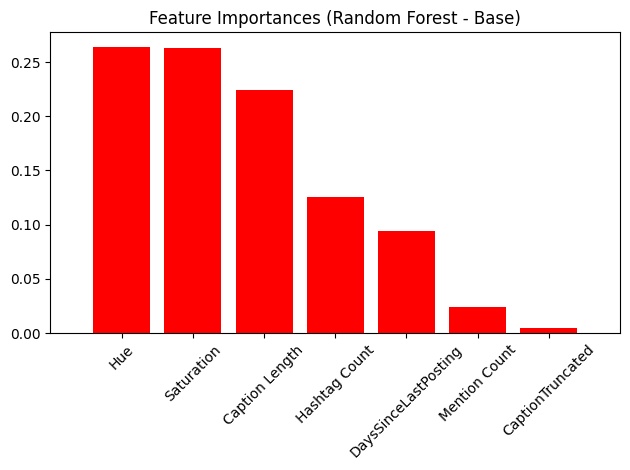 Feature Importances (Random Forest - Base)
0.25
0.20
0.15
0.10
0.05
0.00
Hue
Saturation
Caption Length
Hashtag Count
DaysSinceLastPosting
Mention Count
CaptionTruncated